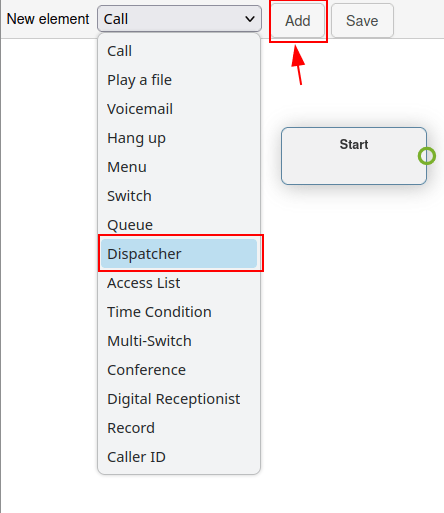 New element Call Add Save
Call
Play a file
Voicemail
Hang up
Start
Menu
Switch
Queue
Dispatcher
Access List
Time Condition
Multi-Switch
Conference
Digital Receptionist
Record
Caller ID